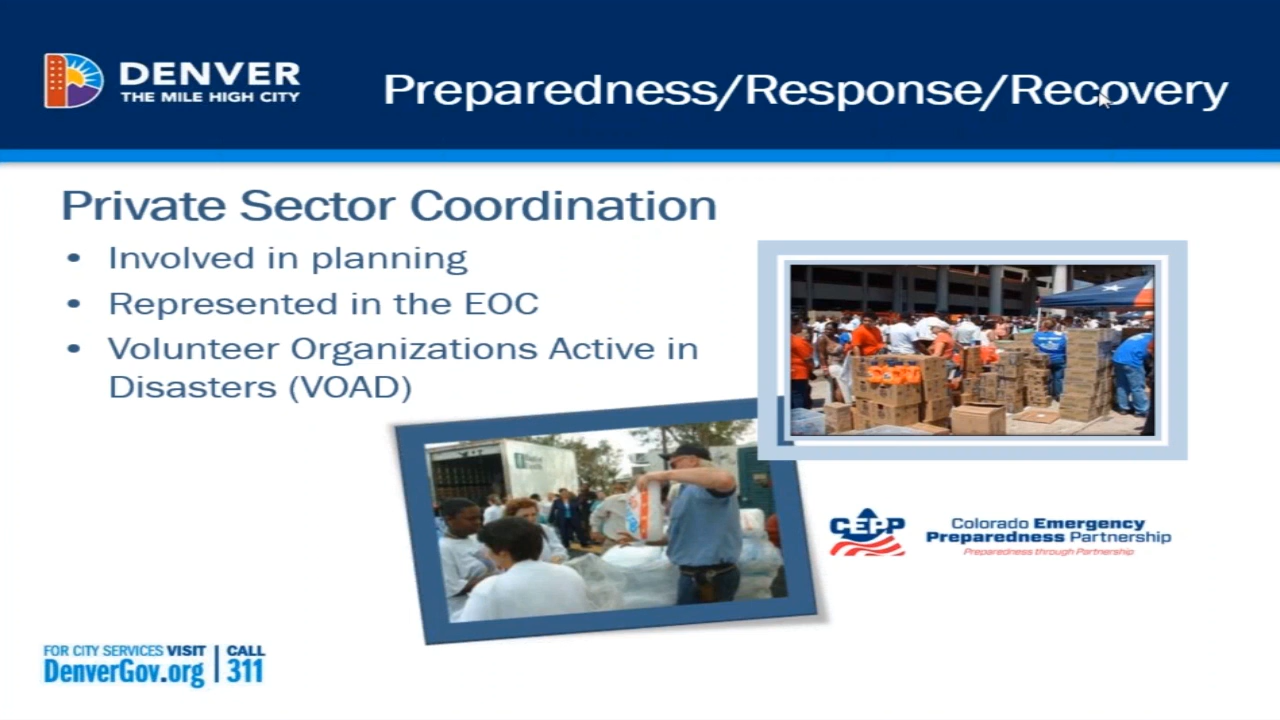 DENVER
THE MILE HIGH CITY
Preparedness/Response/Recovery
Private Sector Coordination
• Involved in planning
• Represented in the EOC
• Volunteer Organizations Active in
Disasters (VOAD)
CEPP
Colorado Emergency
Preparedness Partnership
Preparedness through Partnership
FOR CITY SERVICES VISIT | CALL
DenverGov.org | 311